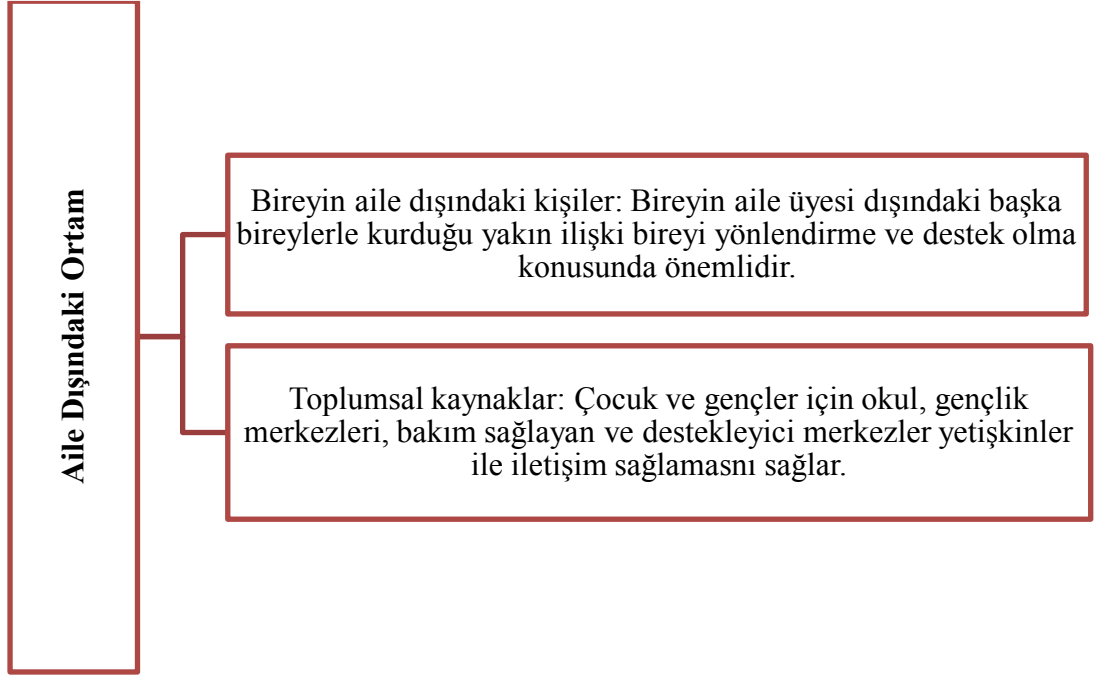 Aile Dışındaki Ortam
Bireyin aile dışındaki kişiler: Bireyin aile üyesi dışındaki başka
bireylerle kurduğu yakın ilişki bireyi yönlendirme ve destek olma
konusunda önemlidir.
Toplumsal kaynaklar: Çocuk ve gençler için okul, gençlik
merkezleri, bakım sağlayan ve destekleyici merkezler yetişkinler
ile iletişim sağlamasnı sağlar.